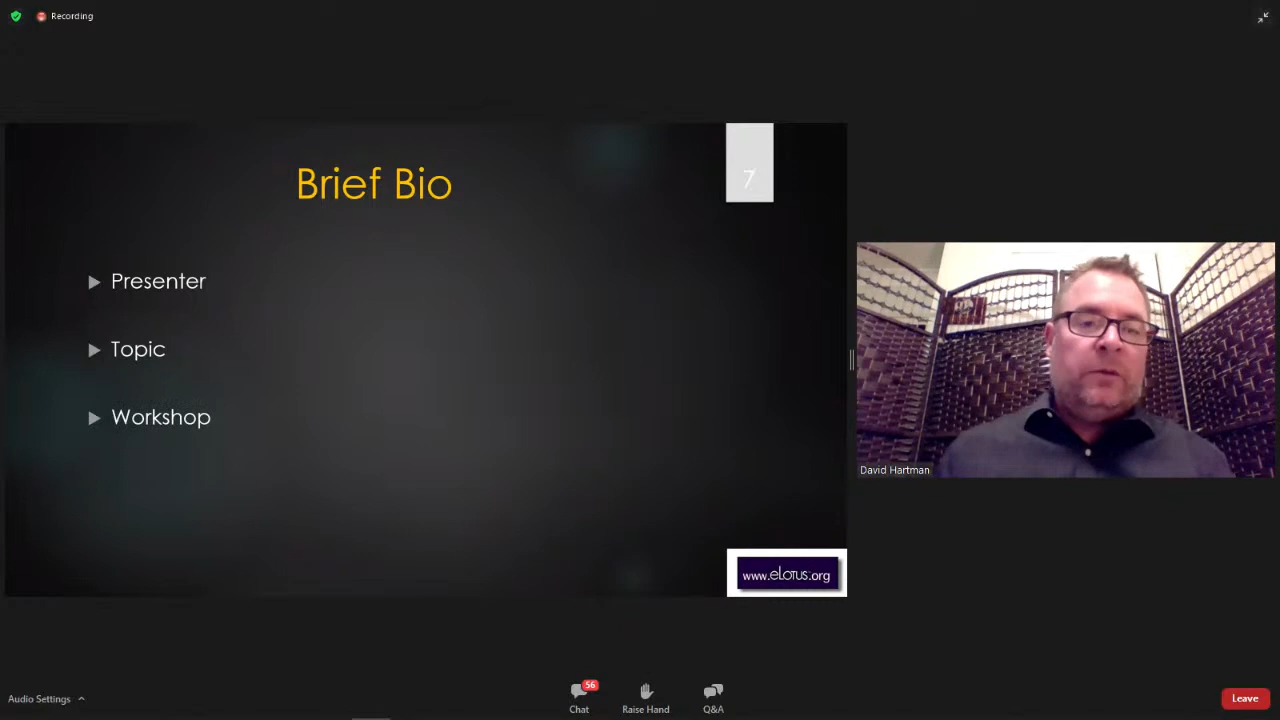 Recording
Brief Bio
7
Presenter
Topic
Workshop
David Hartman
www.eLOTUS.org
Audio Settings
56
Chat
Raise Hand
Q&A
Leave